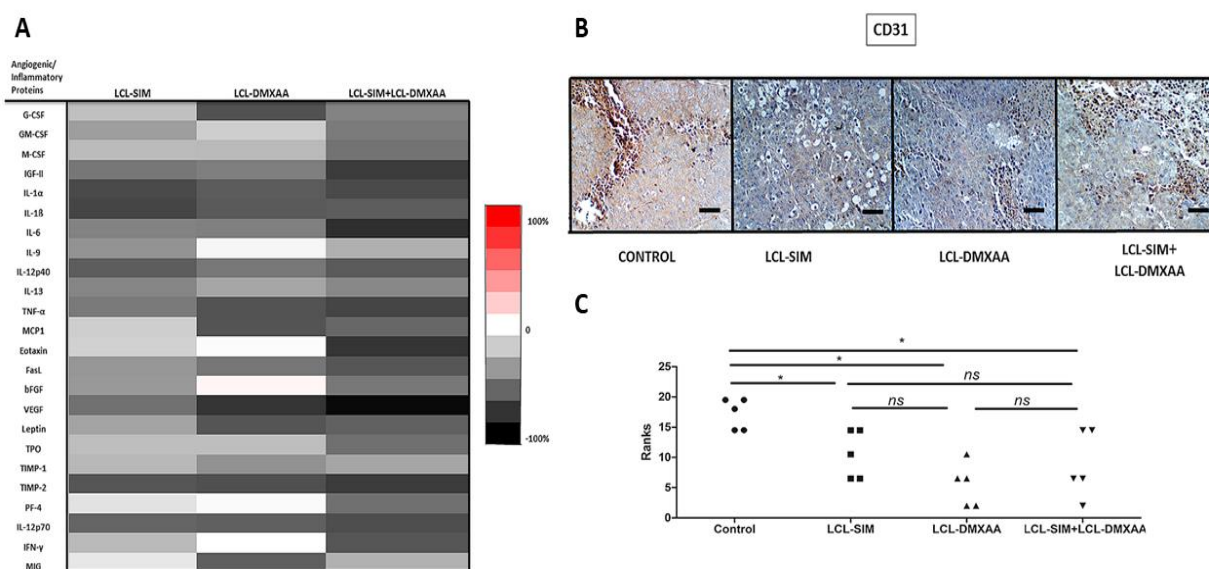 A
Angiogenic/
Inflammatory
Proteins
LCL-SIM
LCL-DMXAA
LCL-SIM+LCL-DMXAA
G-CSF
GM-CSF
M-CSF
IGF-II
IL-1α
IL-1ß
IL-6
IL-9
IL-12p40
IL-13
TNF-α
MCP1
Eotaxin
FasL
bFGF
VEGF
Leptin
TPO
TIMP-1
TIMP-2
PF-4
IL-12p70
IFN-γ
MIG
100%
0
-100%
B
CD31
CONTROL
LCL-SIM
LCL-DMXAA
LCL-SIM+
LCL-DMXAA
C
*
*
*
ns
ns
ns
Ranks
25
20
15
10
5
0
Control
LCL-SIM
LCL-DMXAA
LCL-SIM+LCL-DMXAA